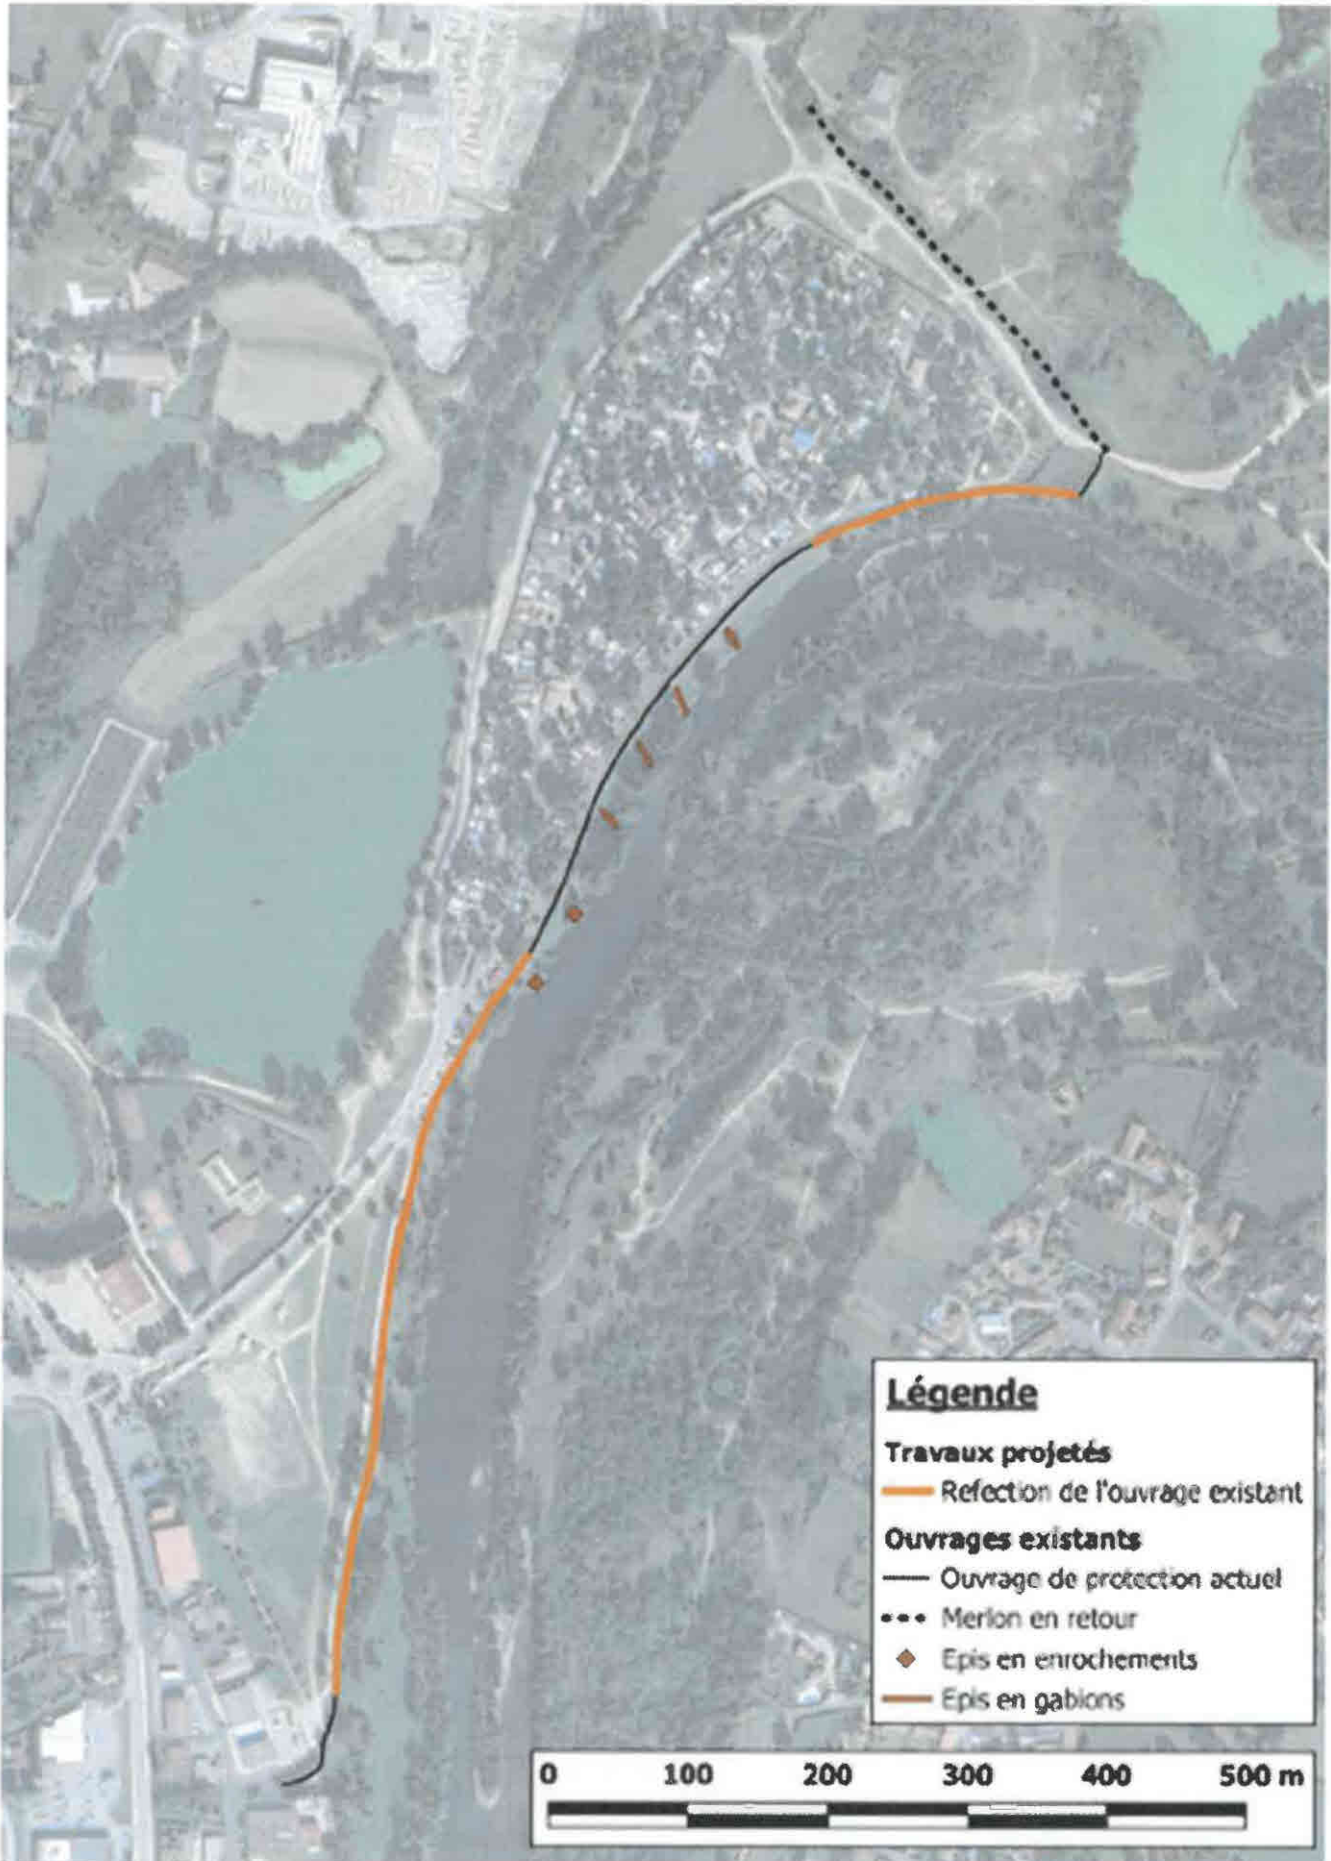 Légende
Travaux projetés
Refection de l'ouvrage existant
Ouvrages existants
Ouvrage de protection actuel
Merlon en retour
Epis en enrochements
Epis en gabions
0 100 200 300 400 500 m